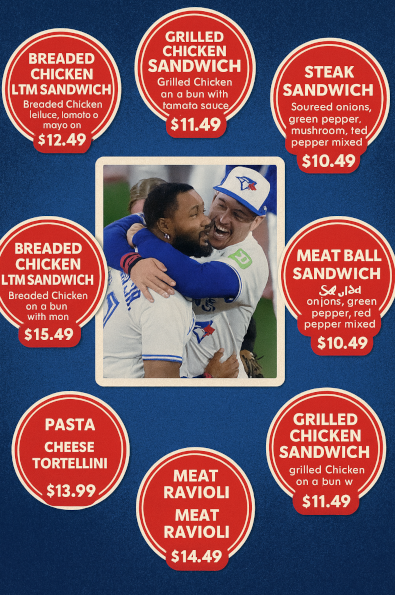 BREADED
CHICKEN
LTM SANDWICH
Breaded Chicken
leiluce, lomoto o
mayo on
$12.49
GRILLED
CHICKEN
SANDWICH
Grilled Chicken
an a bun with
tamato sauce
$11.49
STEAK
SANDWICH
Soureed onions,
green pepper,
mushroom, ted
pepper mixed
$10.49
BREADED
CHICKEN
LTM SANDWICH
Breaded Chicken
on a bun
with mon
$15.49
MEAT BALL
SANDWICH
onjons, green
pepper, red
pepper mixed
$10.49
PASTA
CHEESE
TORTELLINI
$13.99
MEAT
RAVIOLI
MEAT
RAVIOLI
$14.49
GRILLED
CHICKEN
SANDWICH
grilled Chicken
on a bun w
$11.49